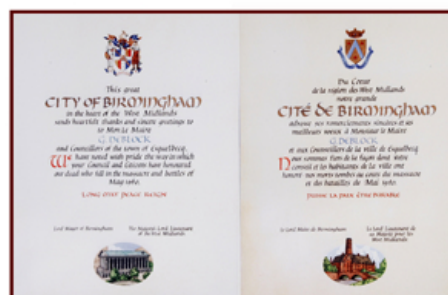 This great
CITY OF BIRMINGHAM
in the heart of the West Midlands
sends heartfelt thanks and sincere greetings to
to Mon. Le Maire
G. DEBLOCK
and Councillors of the town of Esquelbecq.
We have noted with pride the way in which
your Council and Citizens have honoured
our dead who fell in the massacre and battles of
May 1940.
LONG MAY PEACE REIGN
Lord Mayor of Birmingham
Lord Lieutenant
of the West Midlands
Du Coeur
de la région des West Midlands
notre grande
CITÉ DE BIRMINGHAM
adresse ses remerciements sincères et ses
meilleurs voeux à Monsieur le Maire
G. DEBLOCK
et aux Conseillers de la ville de Esquelbecq.
Nous sommes fiers de la façon dont votre
conseil et les habitants de la ville ont
honoré nos morts tombés au cours du massacre
et des batailles de Mai 1940.
PUISSE LA PAIX ÊTRE DURABLE
Le Lord Maire de Birmingham
Le Lord Lieutenant de
sa Majesté pour les
West Midlands